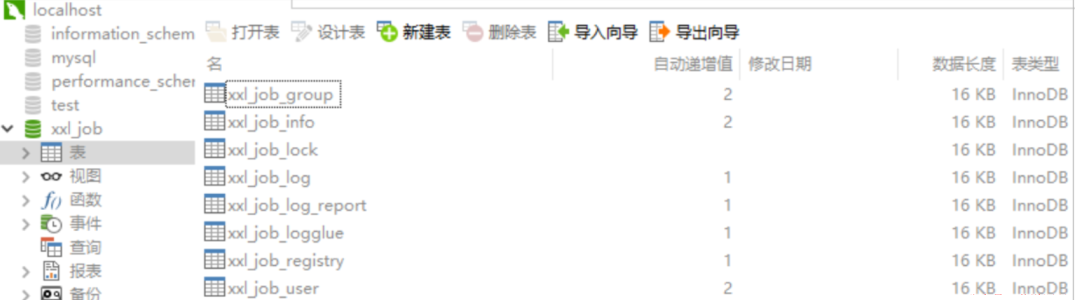 localhost
information_schem
mysql
performance_scher
test
xxl_job
表
视图
函数
事件
查询
报表
备份
打开表 设计表 新建表 删除表 导入向导 导出向导
名 自动递增值 修改日期 数据长度 表类型
xxl_job_group 2 16 KB InnoDB
xxl_job_info 2 16 KB InnoDB
xxl_job_lock 16 KB InnoDB
xxl_job_log 1 16 KB InnoDB
xxl_job_log_report 1 16 KB InnoDB
xxl_job_logglue 1 16 KB InnoDB
xxl_job_registry 1 16 KB InnoDB
xxl_job_user 2 16 KB InnoDB